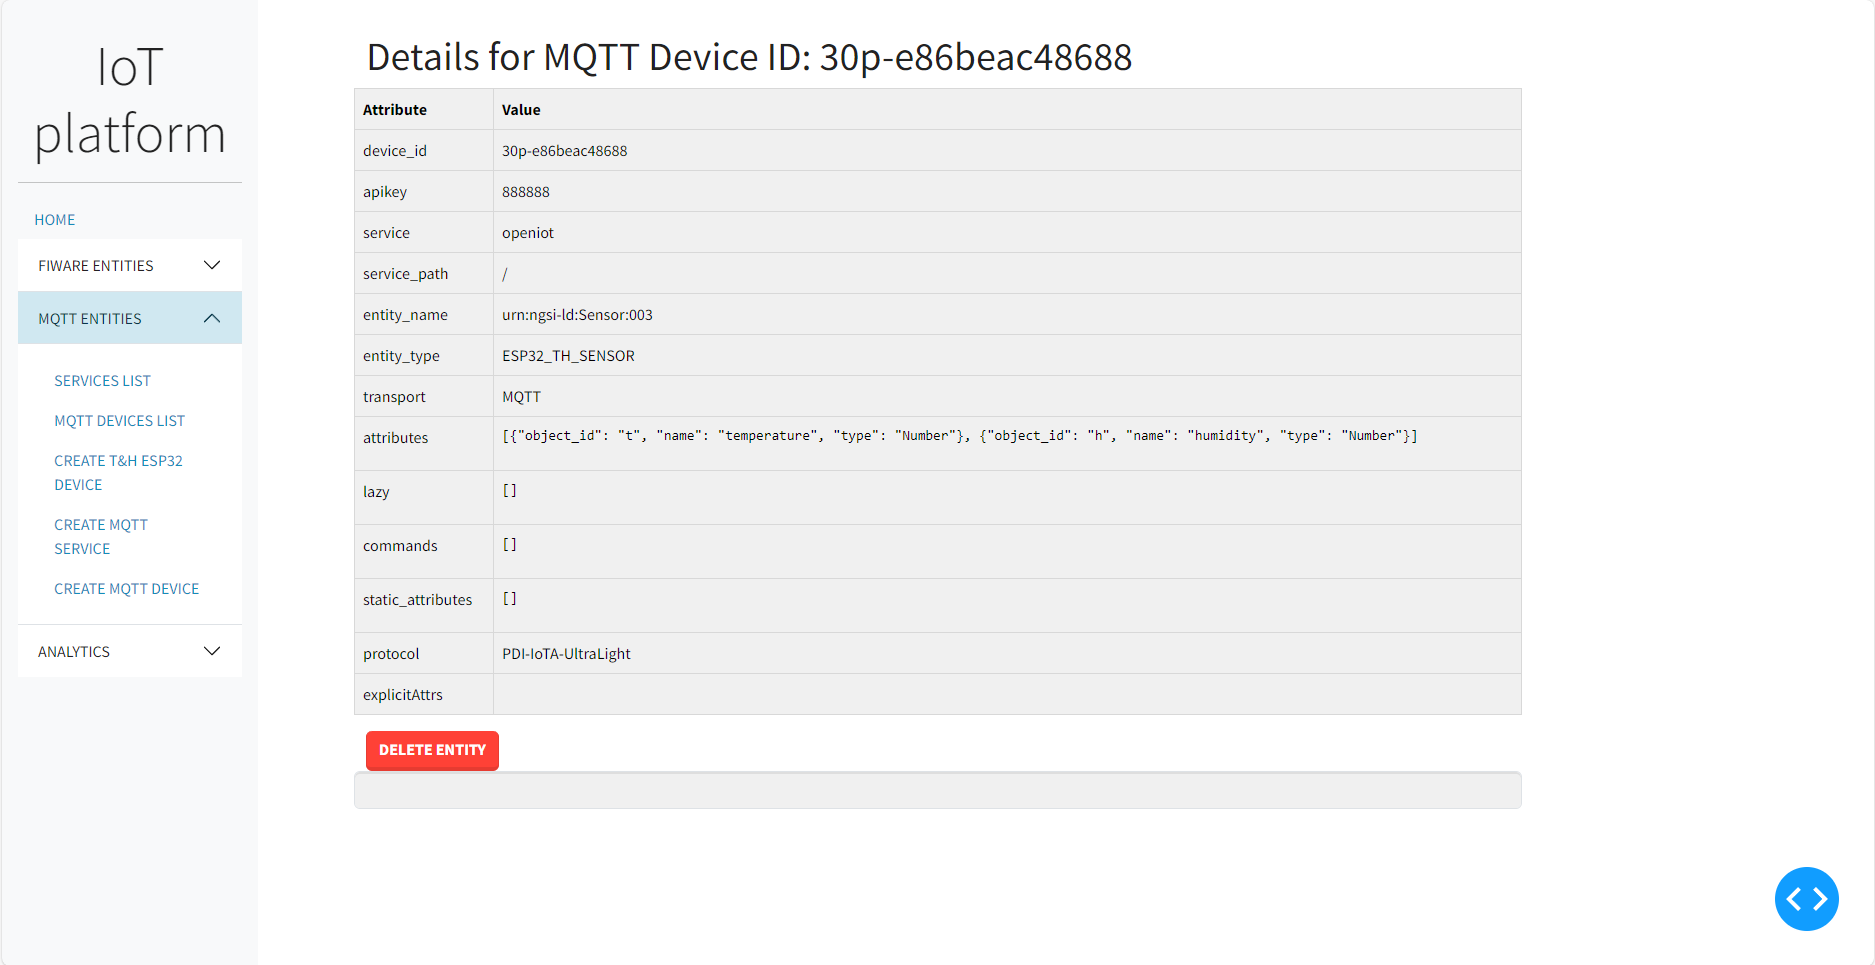 IoT
platform
HOME
FIWARE ENTITIES
MQTT ENTITIES
SERVICES LIST
MQTT DEVICES LIST
CREATE T&H ESP32
DEVICE
CREATE MQTT
SERVICE
CREATE MQTT DEVICE
ANALYTICS
Details for MQTT Device ID: 30p-e86beac48688
Attribute Value
device_id 30p-e86beac48688
apikey 888888
service openiot
service_path /
entity_name urn:ngsi-ld:Sensor:003
entity_type ESP32_TH_SENSOR
transport MQTT
attributes [{"object_id": "t", "name": "temperature", "type": "Number"}, {"object_id": "h", "name": "humidity", "type": "Number"}]
lazy []
commands []
static_attributes []
protocol PDI-IoTA-UltraLight
explicitAttrs
DELETE ENTITY